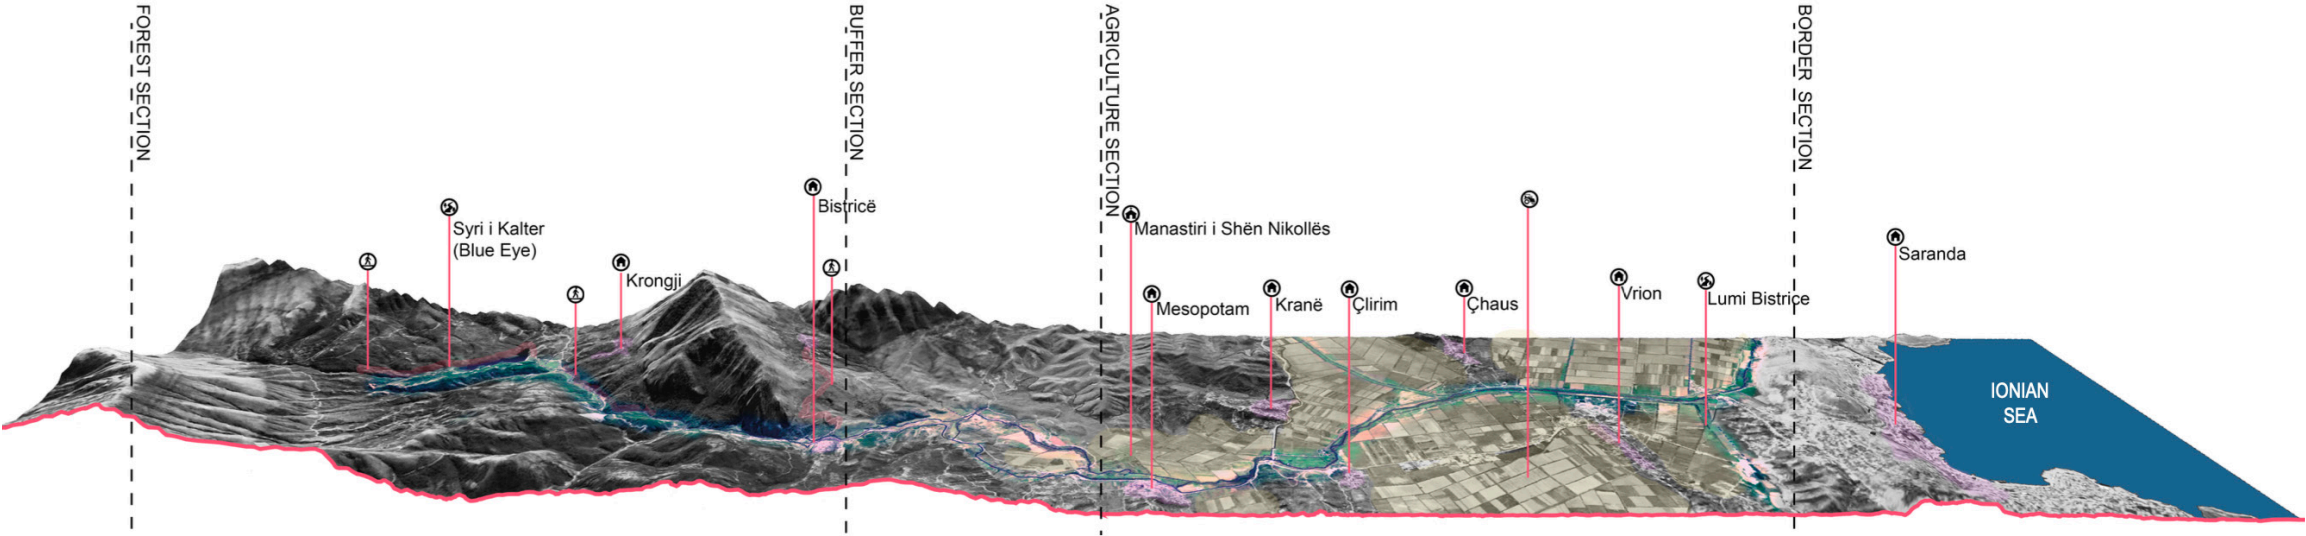 FOREST SECTION
BUFFER SECTION
AGRICULTURE SECTION
BORDER SECTION
Syri i Kalter
(Blue Eye)
Krongji
Bistricë
Manastiri i Shën Nikollës
Mesopotam
Kranë
Çlirim
Çhaus
Vrion
Lumi Bistriçe
Saranda
IONIAN
SEA